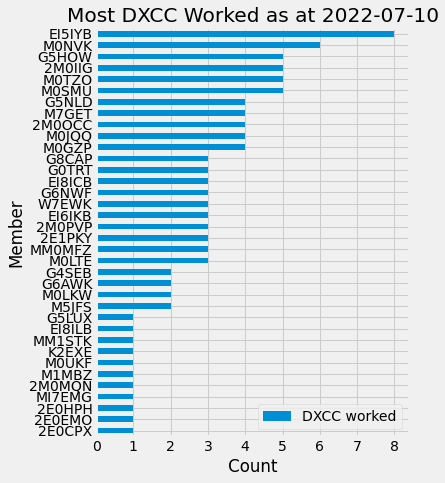 Most DXCC Worked as at 2022-07-10
EI5IYB
M0NVK
G5HOW
2M0IIG
M0TZO
M0SMU
G5NLD
M7GET
2M0OCC
M0JQQ
M0GZP
G8CAP
G0TRT
EI8ICB
G6NWF
W7EWK
EI6IKB
2M0PVP
2E1PKY
MM0MFZ
M0LTE
G4SEB
G6AWK
M0LKW
M5JFS
G5LUX
EI8ILB
MM1STK
K2EXE
M0UKF
M1MBZ
2M0MQN
MI7EMG
2E0HPH
2E0EMO
2E0CPX
Member
DXCC worked
0 1 2 3 4 5 6 7 8
Count